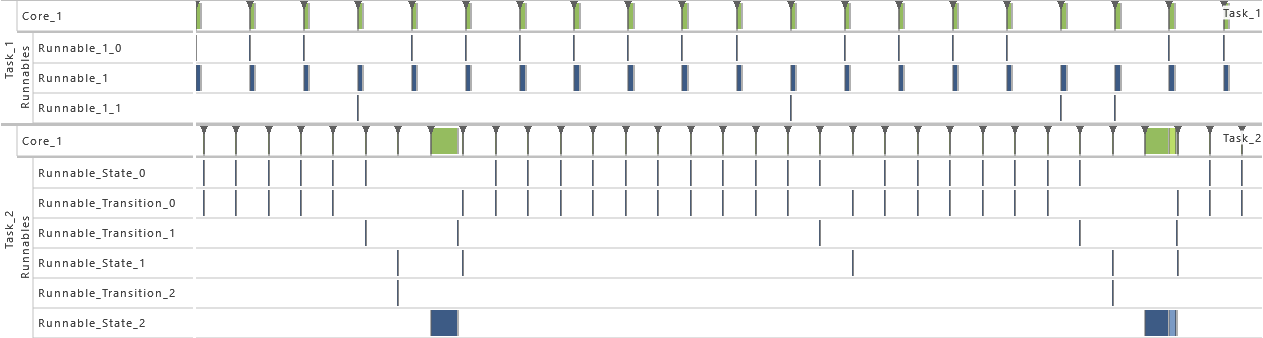 Core_1
Task_1
Task_1
Runnables
Runnable_1_0
Runnable_1
Runnable_1_1
Core_1
Task_2
Task_2
Runnables
Runnable_State_0
Runnable_Transition_0
Runnable_Transition_1
Runnable_State_1
Runnable_Transition_2
Runnable_State_2